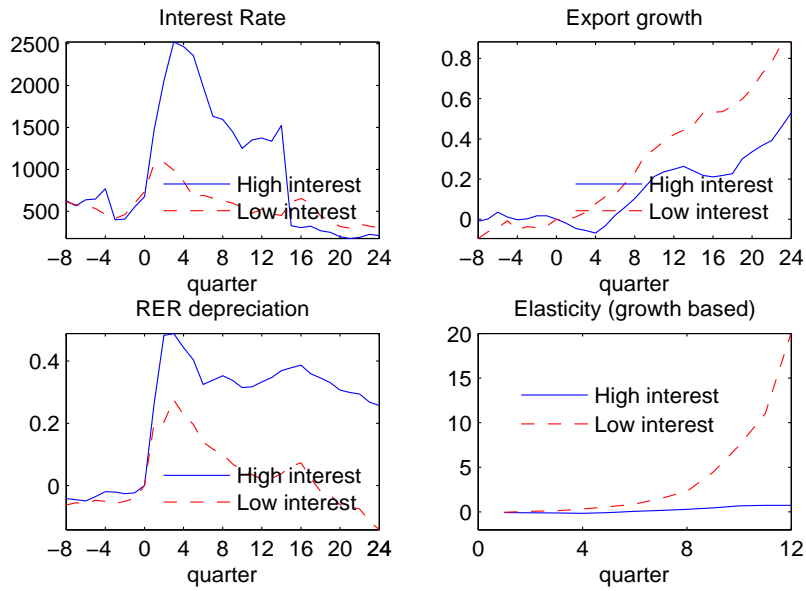 Interest Rate
2500
2000
1500
1000
500
−8 −4 0 4 8 12 16 20 24
quarter
High interest
Low interest
Export growth
0.8
0.6
0.4
0.2
0
−8 −4 0 4 8 12 16 20 24
quarter
High interest
Low interest
RER depreciation
0.4
0.2
0
−8 −4 0 4 8 12 16 20 24
quarter
High interest
Low interest
Elasticity (growth based)
20
15
10
5
0
0 4 8 12
quarter
High interest
Low interest